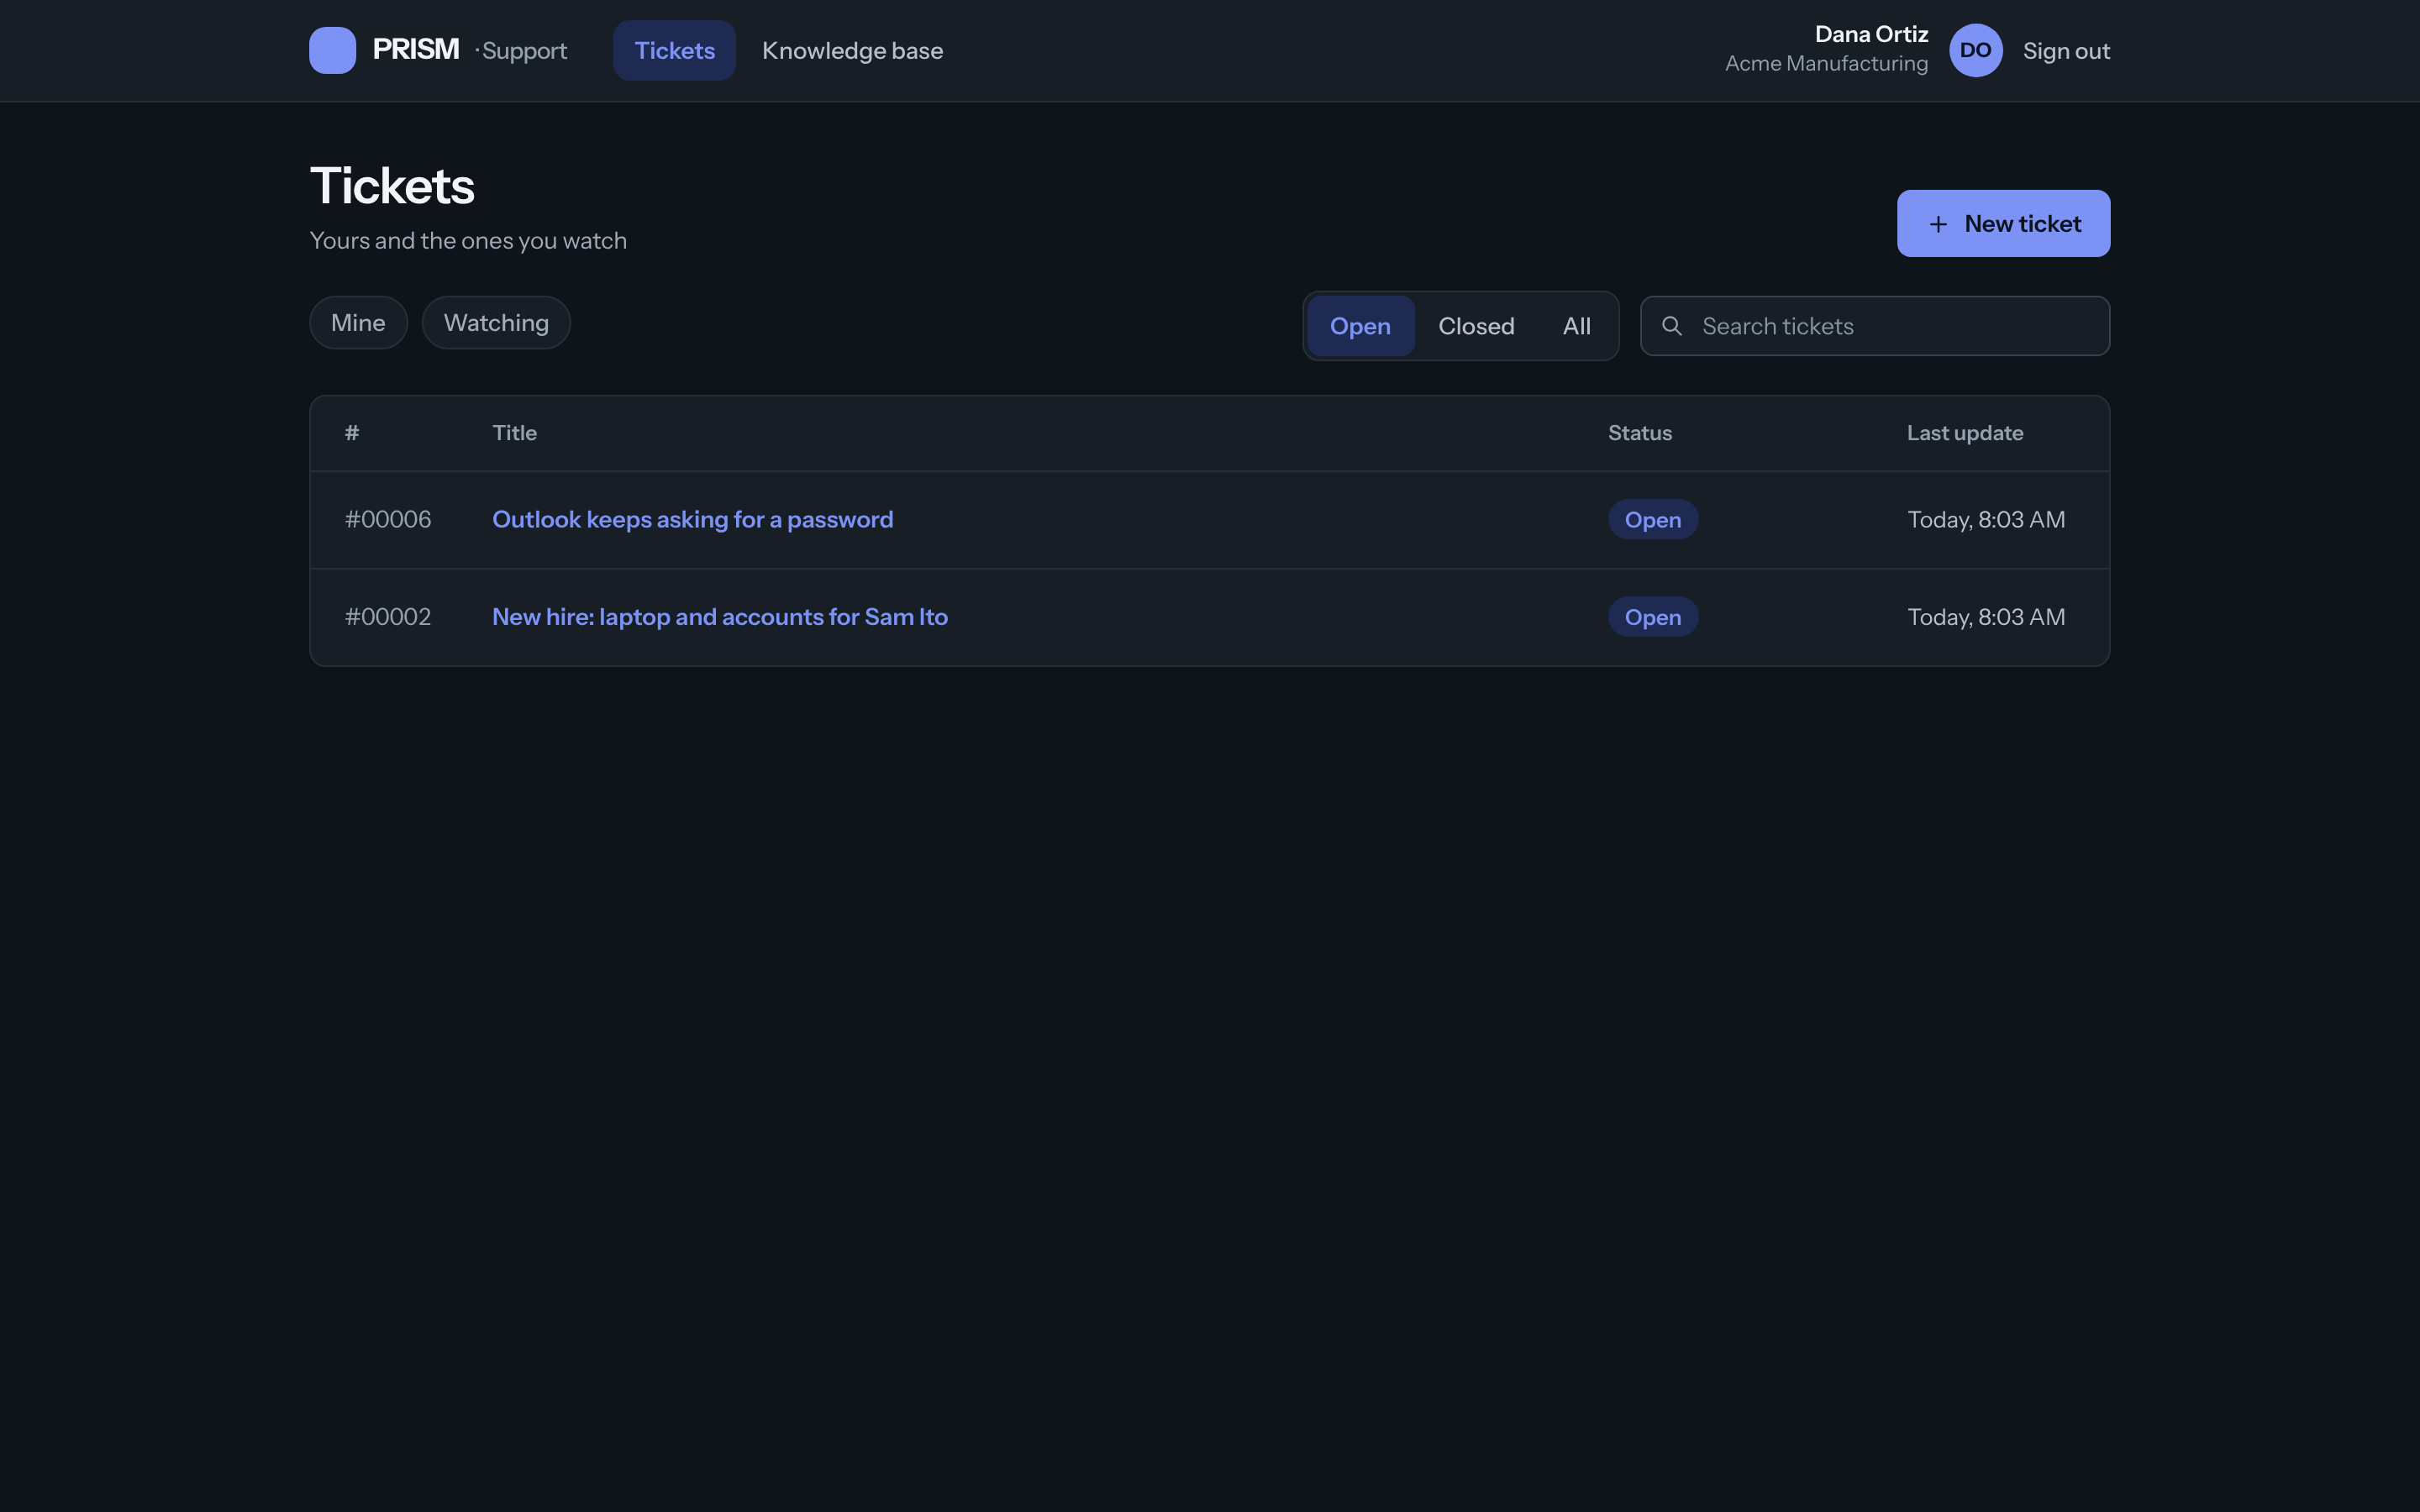 PRISM · Support
Tickets
Knowledge base
Dana Ortiz
Acme Manufacturing
DO
Sign out
Tickets
Yours and the ones you watch
+ New ticket
Mine
Watching
Open
Closed
All
Search tickets
# Title Status Last update
#00006 Outlook keeps asking for a password Open Today, 8:03 AM
#00002 New hire: laptop and accounts for Sam Ito Open Today, 8:03 AM